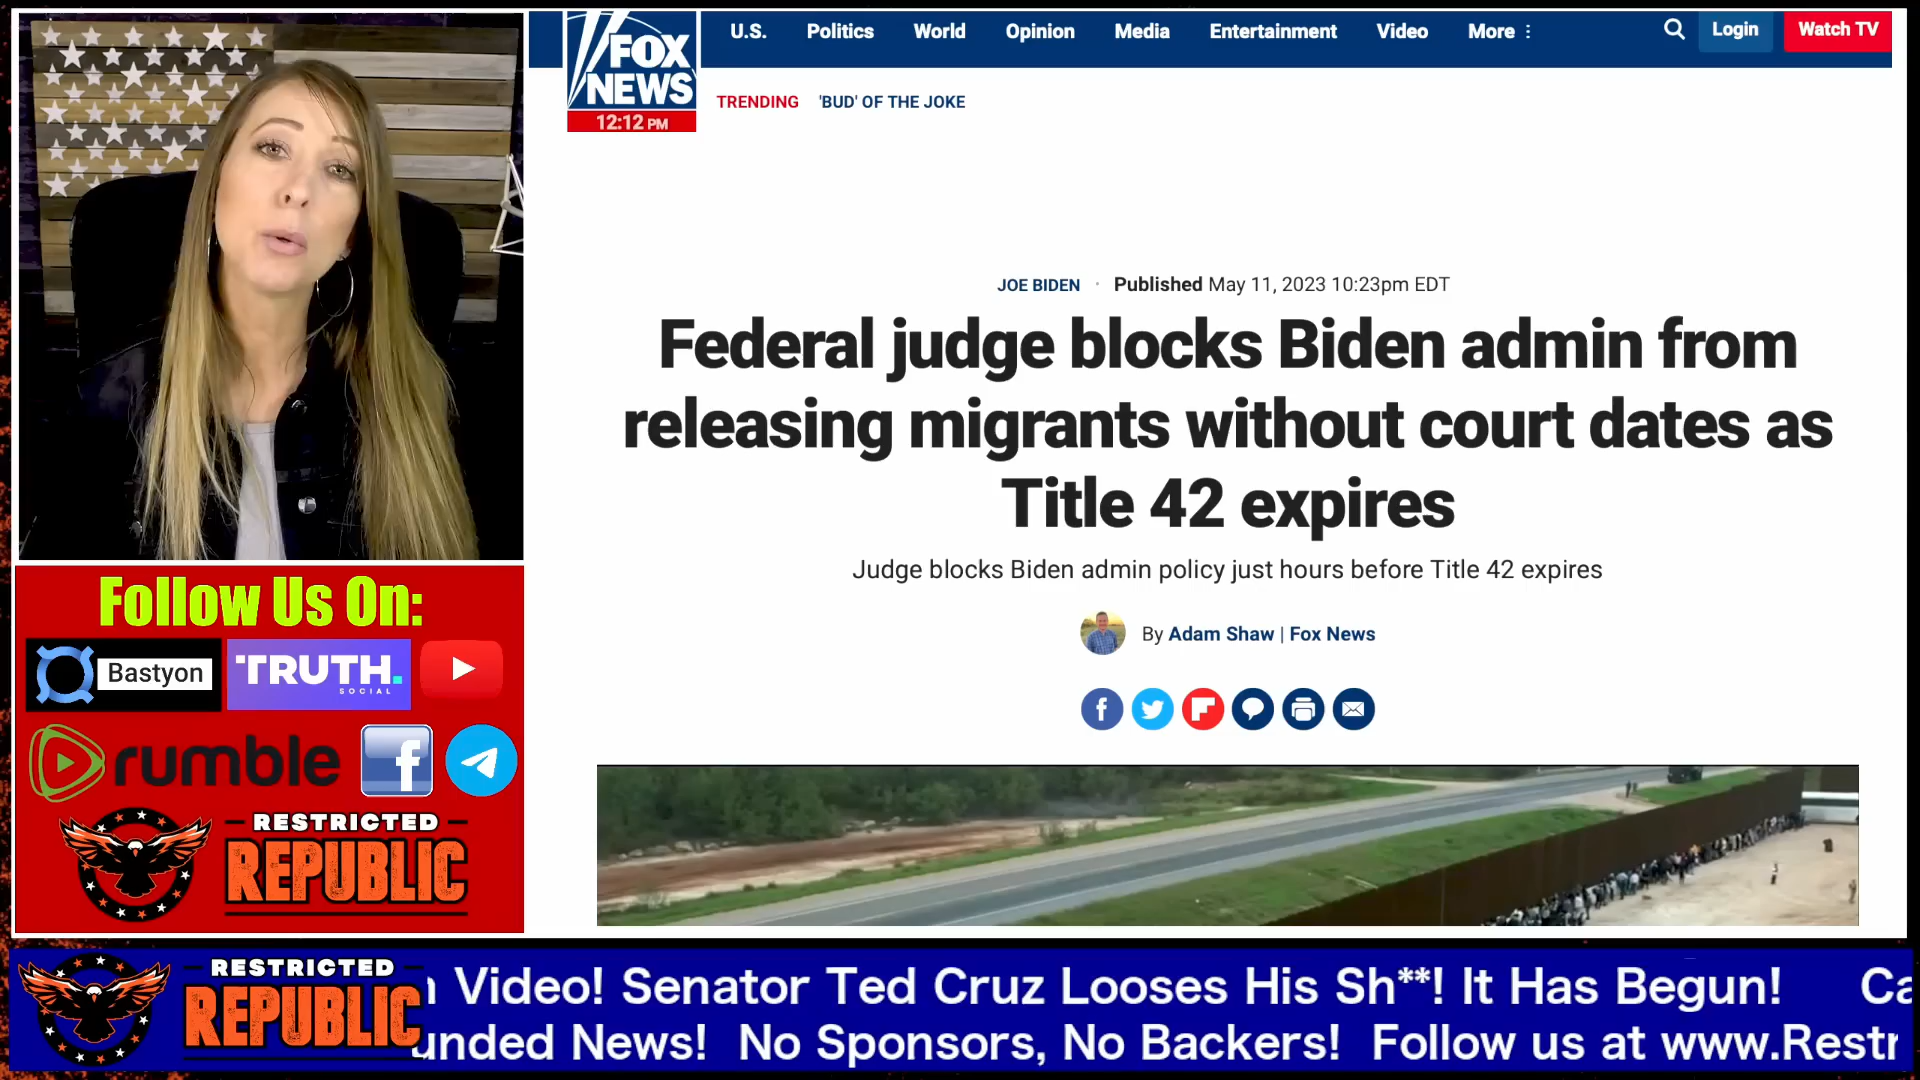 FOX
NEWS
12:12 PM
U.S. Politics World Opinion Media Entertainment Video More Login Watch TV
TRENDING 'BUD' OF THE JOKE
JOE BIDEN · Published May 11, 2023 10:23pm EDT
Federal judge blocks Biden admin from
releasing migrants without court dates as
Title 42 expires
Judge blocks Biden admin policy just hours before Title 42 expires
By Adam Shaw | Fox News
Follow Us On:
Bastyon TRUTH.
SOCIAL
rumble
RESTRICTED
REPUBLIC
RESTRICTED
REPUBLIC
Video! Senator Ted Cruz Looses His Sh**! It Has Begun! Ca
unded News! No Sponsors, No Backers! Follow us at www.Restr